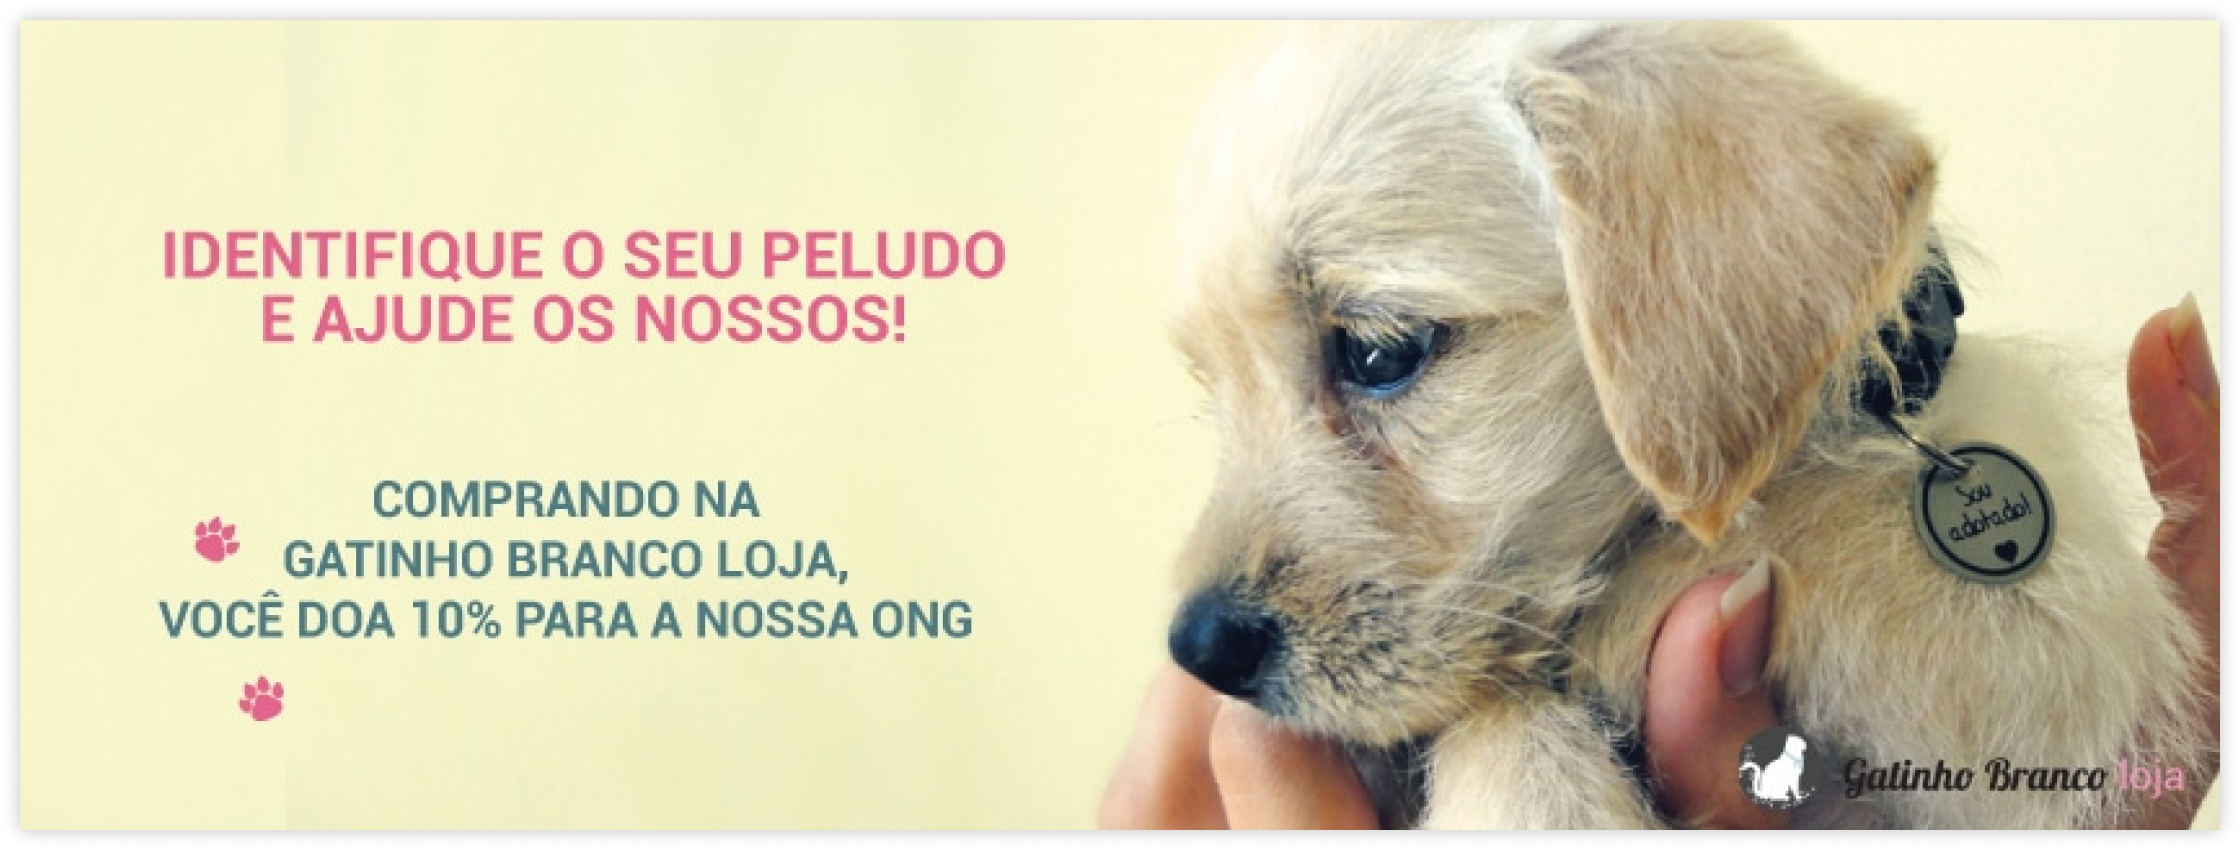 IDENTIFIQUE O SEU PELUDO
E AJUDE OS NOSSOS!
COMPRANDO NA
GATINHO BRANCO LOJA,
VOCÊ DOA 10% PARA A NOSSA ONG
Sou
adotado!
Gatinho Branco loja